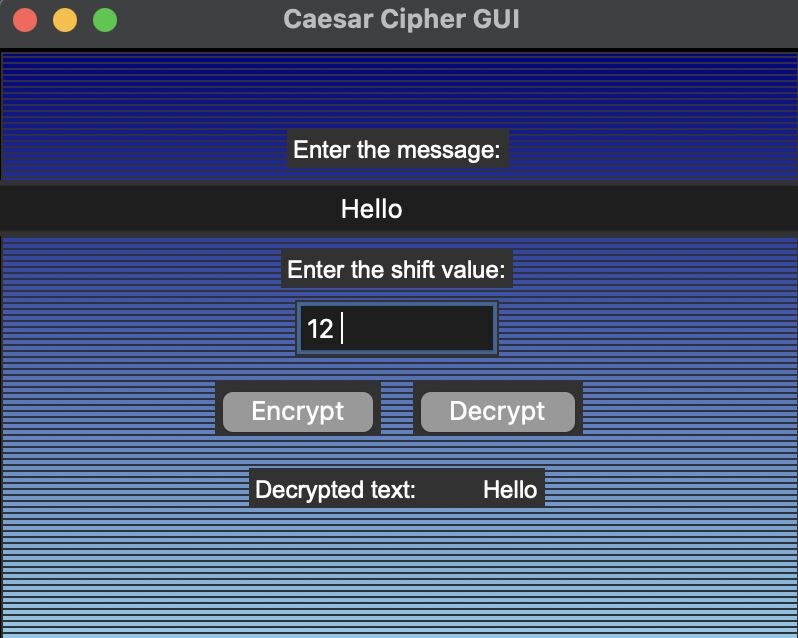 Caesar Cipher GUI
Enter the message:
Hello
Enter the shift value:
12
Encrypt Decrypt
Decrypted text: Hello